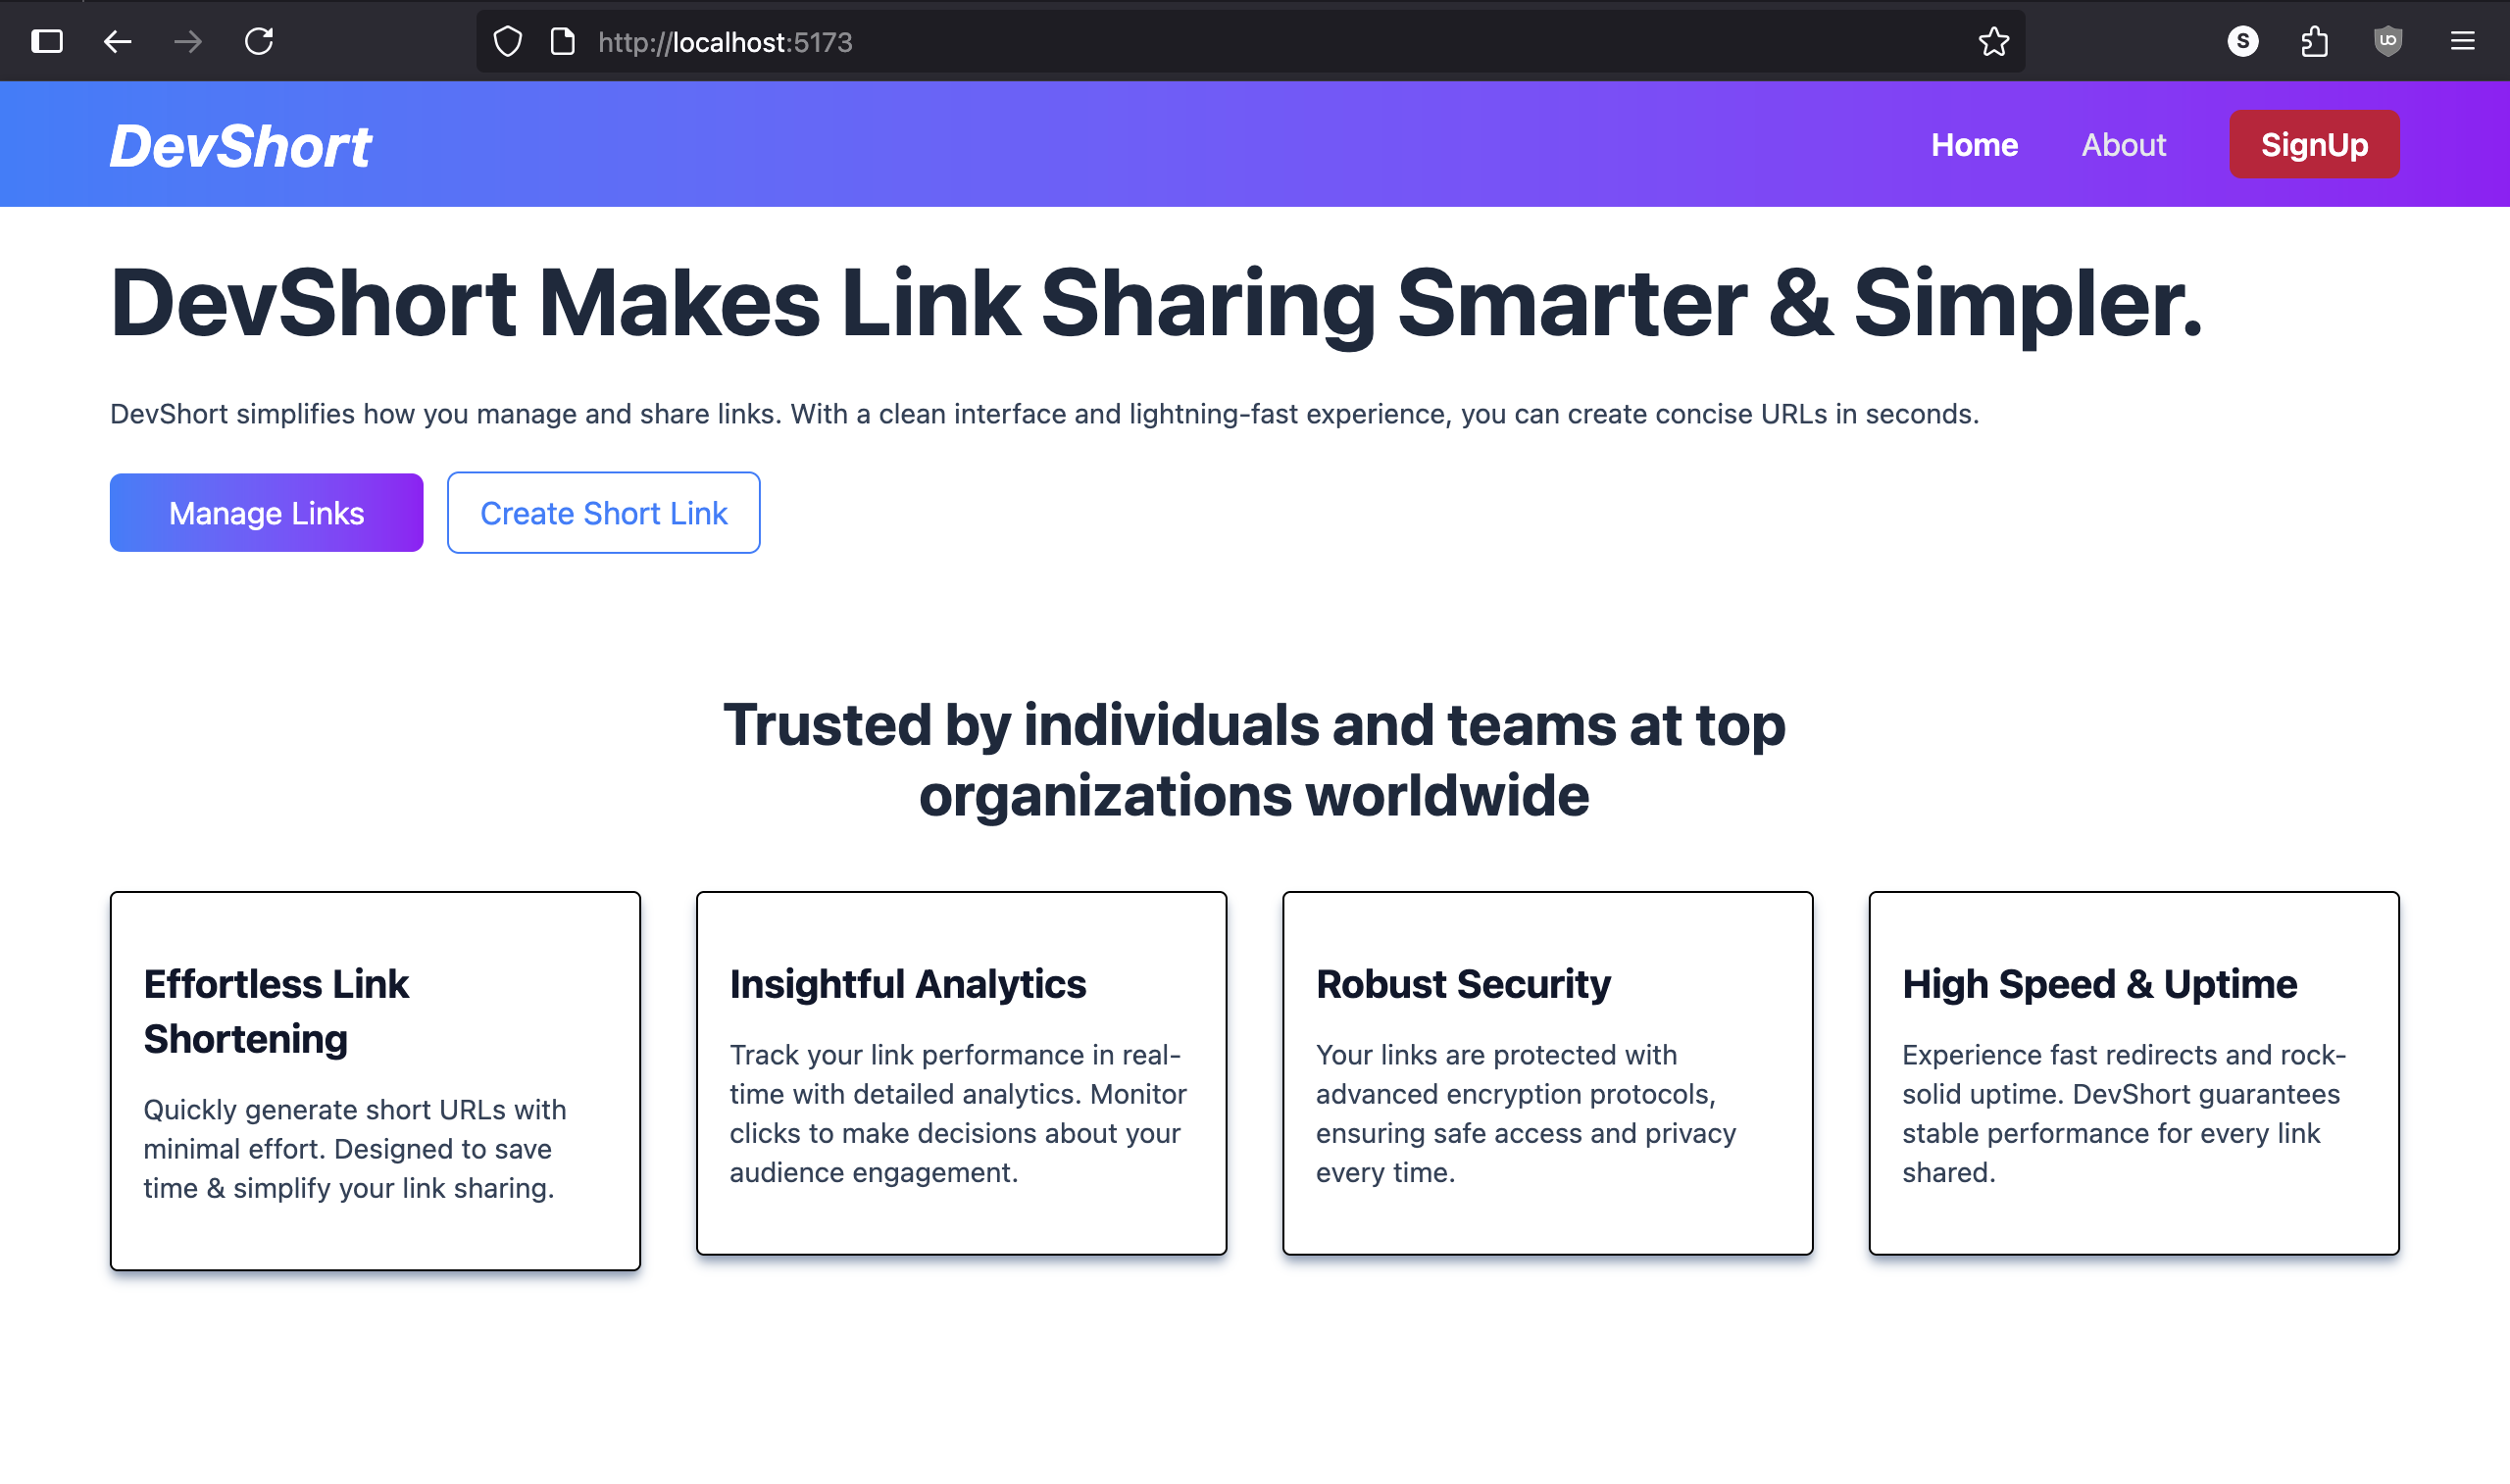 http://localhost:5173
S
DevShort
Home
About
SignUp
DevShort Makes Link Sharing Smarter & Simpler.
DevShort simplifies how you manage and share links. With a clean interface and lightning-fast experience, you can create concise URLs in seconds.
Manage Links
Create Short Link
Trusted by individuals and teams at top
organizations worldwide
Effortless Link
Shortening
Quickly generate short URLs with
minimal effort. Designed to save
time & simplify your link sharing.
Insightful Analytics
Track your link performance in real-
time with detailed analytics. Monitor
clicks to make decisions about your
audience engagement.
Robust Security
Your links are protected with
advanced encryption protocols,
ensuring safe access and privacy
every time.
High Speed & Uptime
Experience fast redirects and rock-
solid uptime. DevShort guarantees
stable performance for every link
shared.